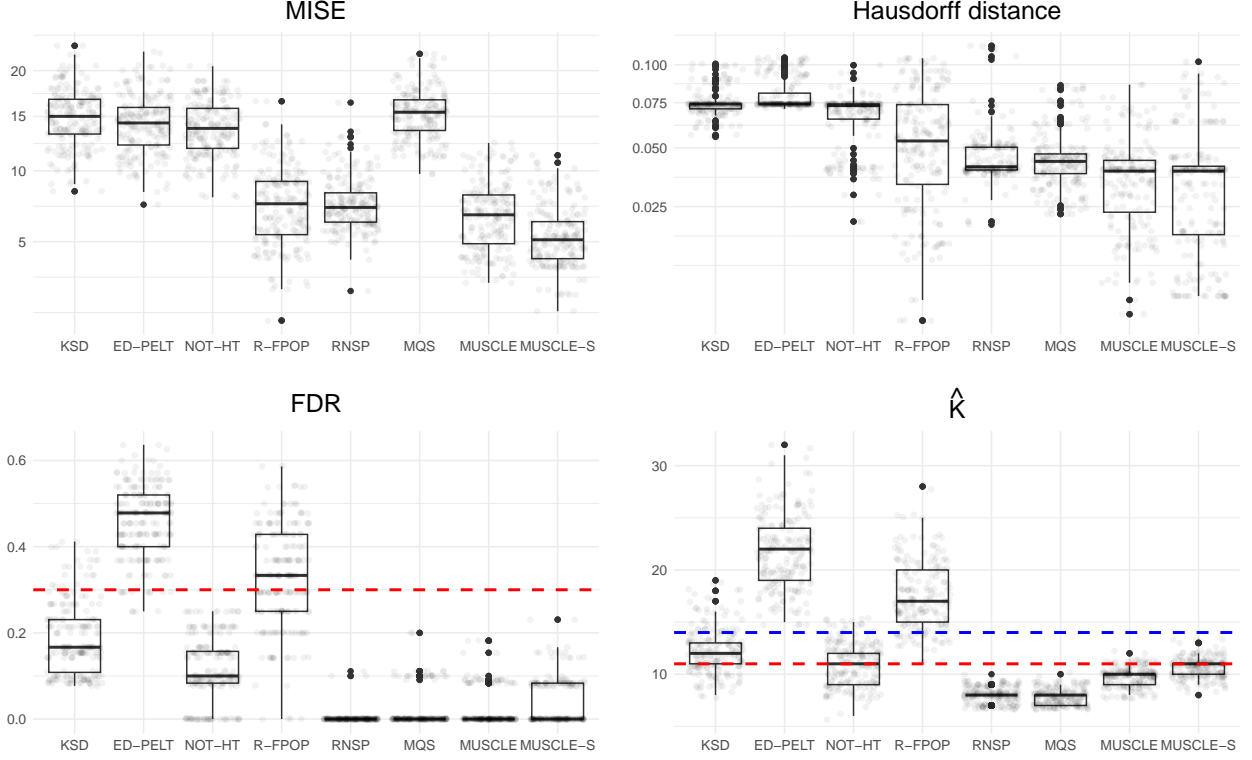 MISE
20
15
10
5
KSD ED−PELT NOT−HT R−FPOP RNSP MQS MUSCLE MUSCLE−S
Hausdorff distance
0.100
0.075
0.050
0.025
KSD ED−PELT NOT−HT R−FPOP RNSP MQS MUSCLE MUSCLE−S
FDR
0.6
0.4
0.2
0.0
KSD ED−PELT NOT−HT R−FPOP RNSP MQS MUSCLE MUSCLE−S
K̂
30
20
10
KSD ED−PELT NOT−HT R−FPOP RNSP MQS MUSCLE MUSCLE−S